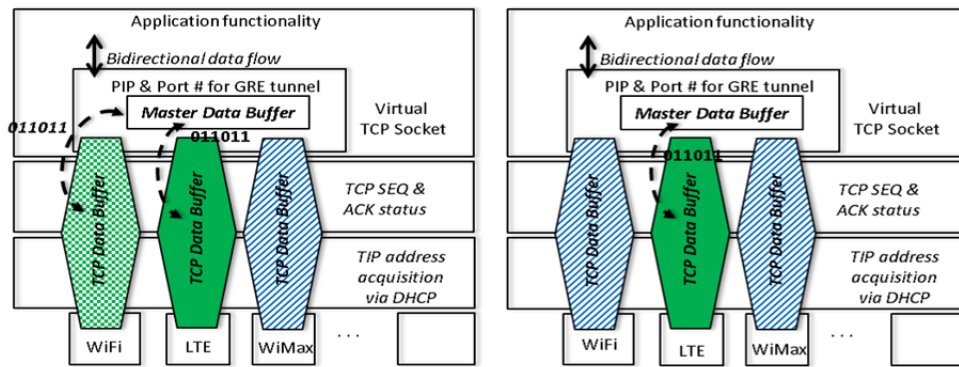 Application functionality
Bidirectional data flow
PIP & Port # for GRE tunnel
Master Data Buffer
Virtual
TCP Socket
011011
011011
TCP Data Buffer
TCP Data Buffer
TCP Data Buffer
TCP SEQ &
ACK status
TIP address
acquisition
via DHCP
WiFi
LTE
WiMax
...
Application functionality
Bidirectional data flow
PIP & Port # for GRE tunnel
Master Data Buffer
Virtual
TCP Socket
011011
TCP Data Buffer
TCP Data Buffer
TCP Data Buffer
TCP SEQ &
ACK status
TIP address
acquisition
via DHCP
WiFi
LTE
WiMax
...